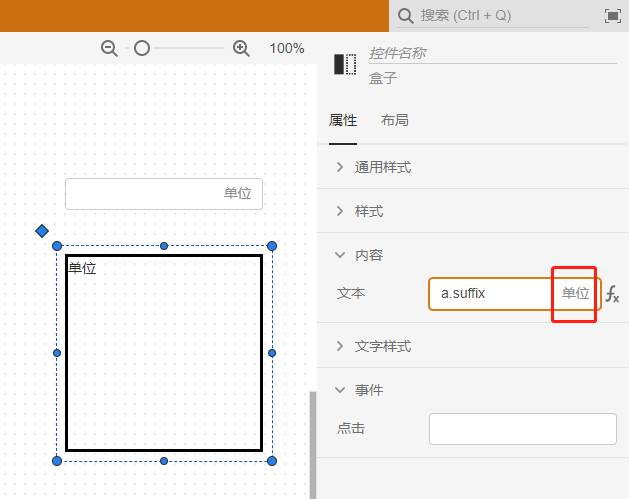 搜索 (Ctrl + Q)
100%
控件名称
盒子
属性 布局
通用样式
样式
内容
文本 a.suffix 单位 fx
文字样式
事件
点击
单位
单位